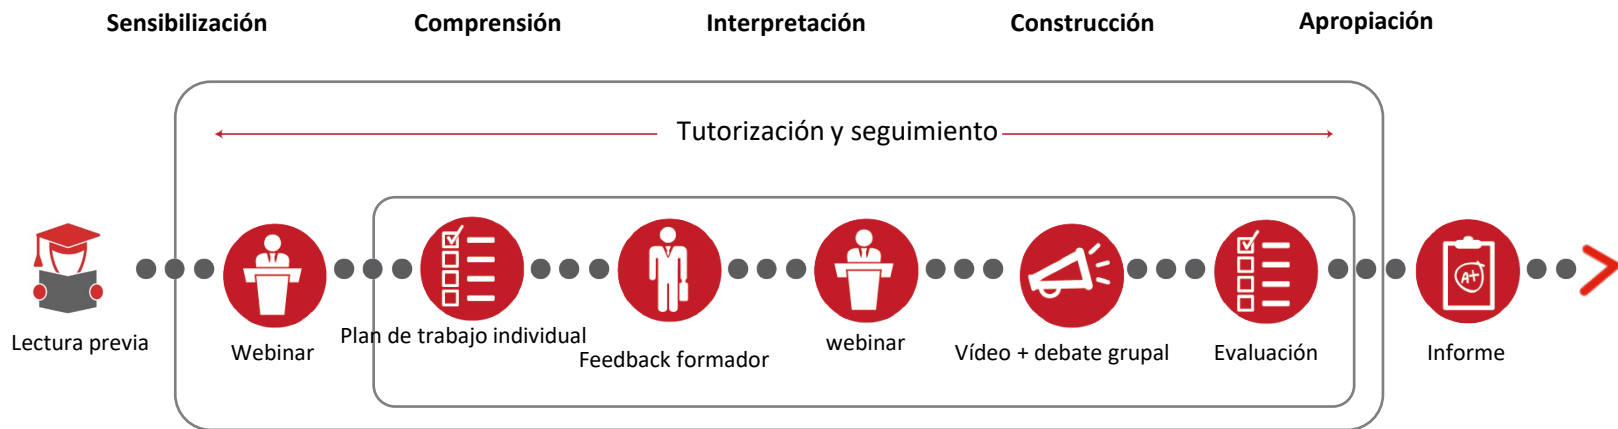 Sensibilización
Comprensión
Interpretación
Construcción
Apropiación
Tutorización y seguimiento
Lectura previa
Webinar
Plan de trabajo individual
Feedback formador
webinar
Vídeo + debate grupal
Evaluación
A+
Informe